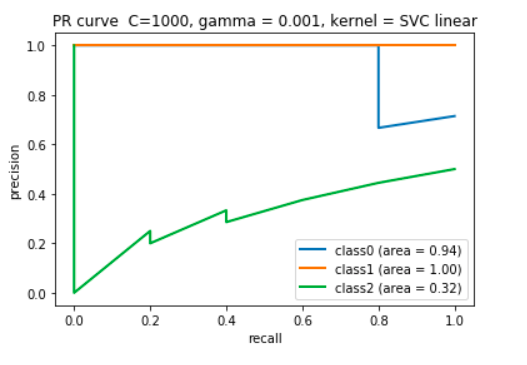 PR curve  C=1000, gamma = 0.001, kernel = SVC linear
1.0
0.8
0.6
0.4
0.2
0.0
precision
class0 (area = 0.94)
class1 (area = 1.00)
class2 (area = 0.32)
0.0 0.2 0.4 0.6 0.8 1.0
recall